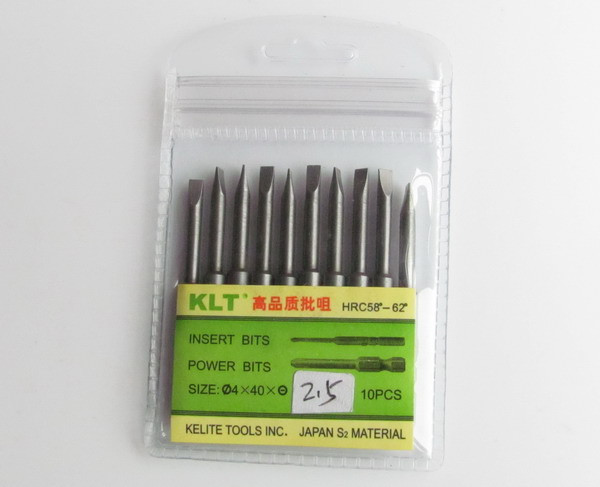 KLT® 高品质批咀 HRC58°-62°
INSERT BITS
POWER BITS
SIZE: Ø4×40×⊖ 2.5 10PCS
KELITE TOOLS INC. JAPAN S2 MATERIAL